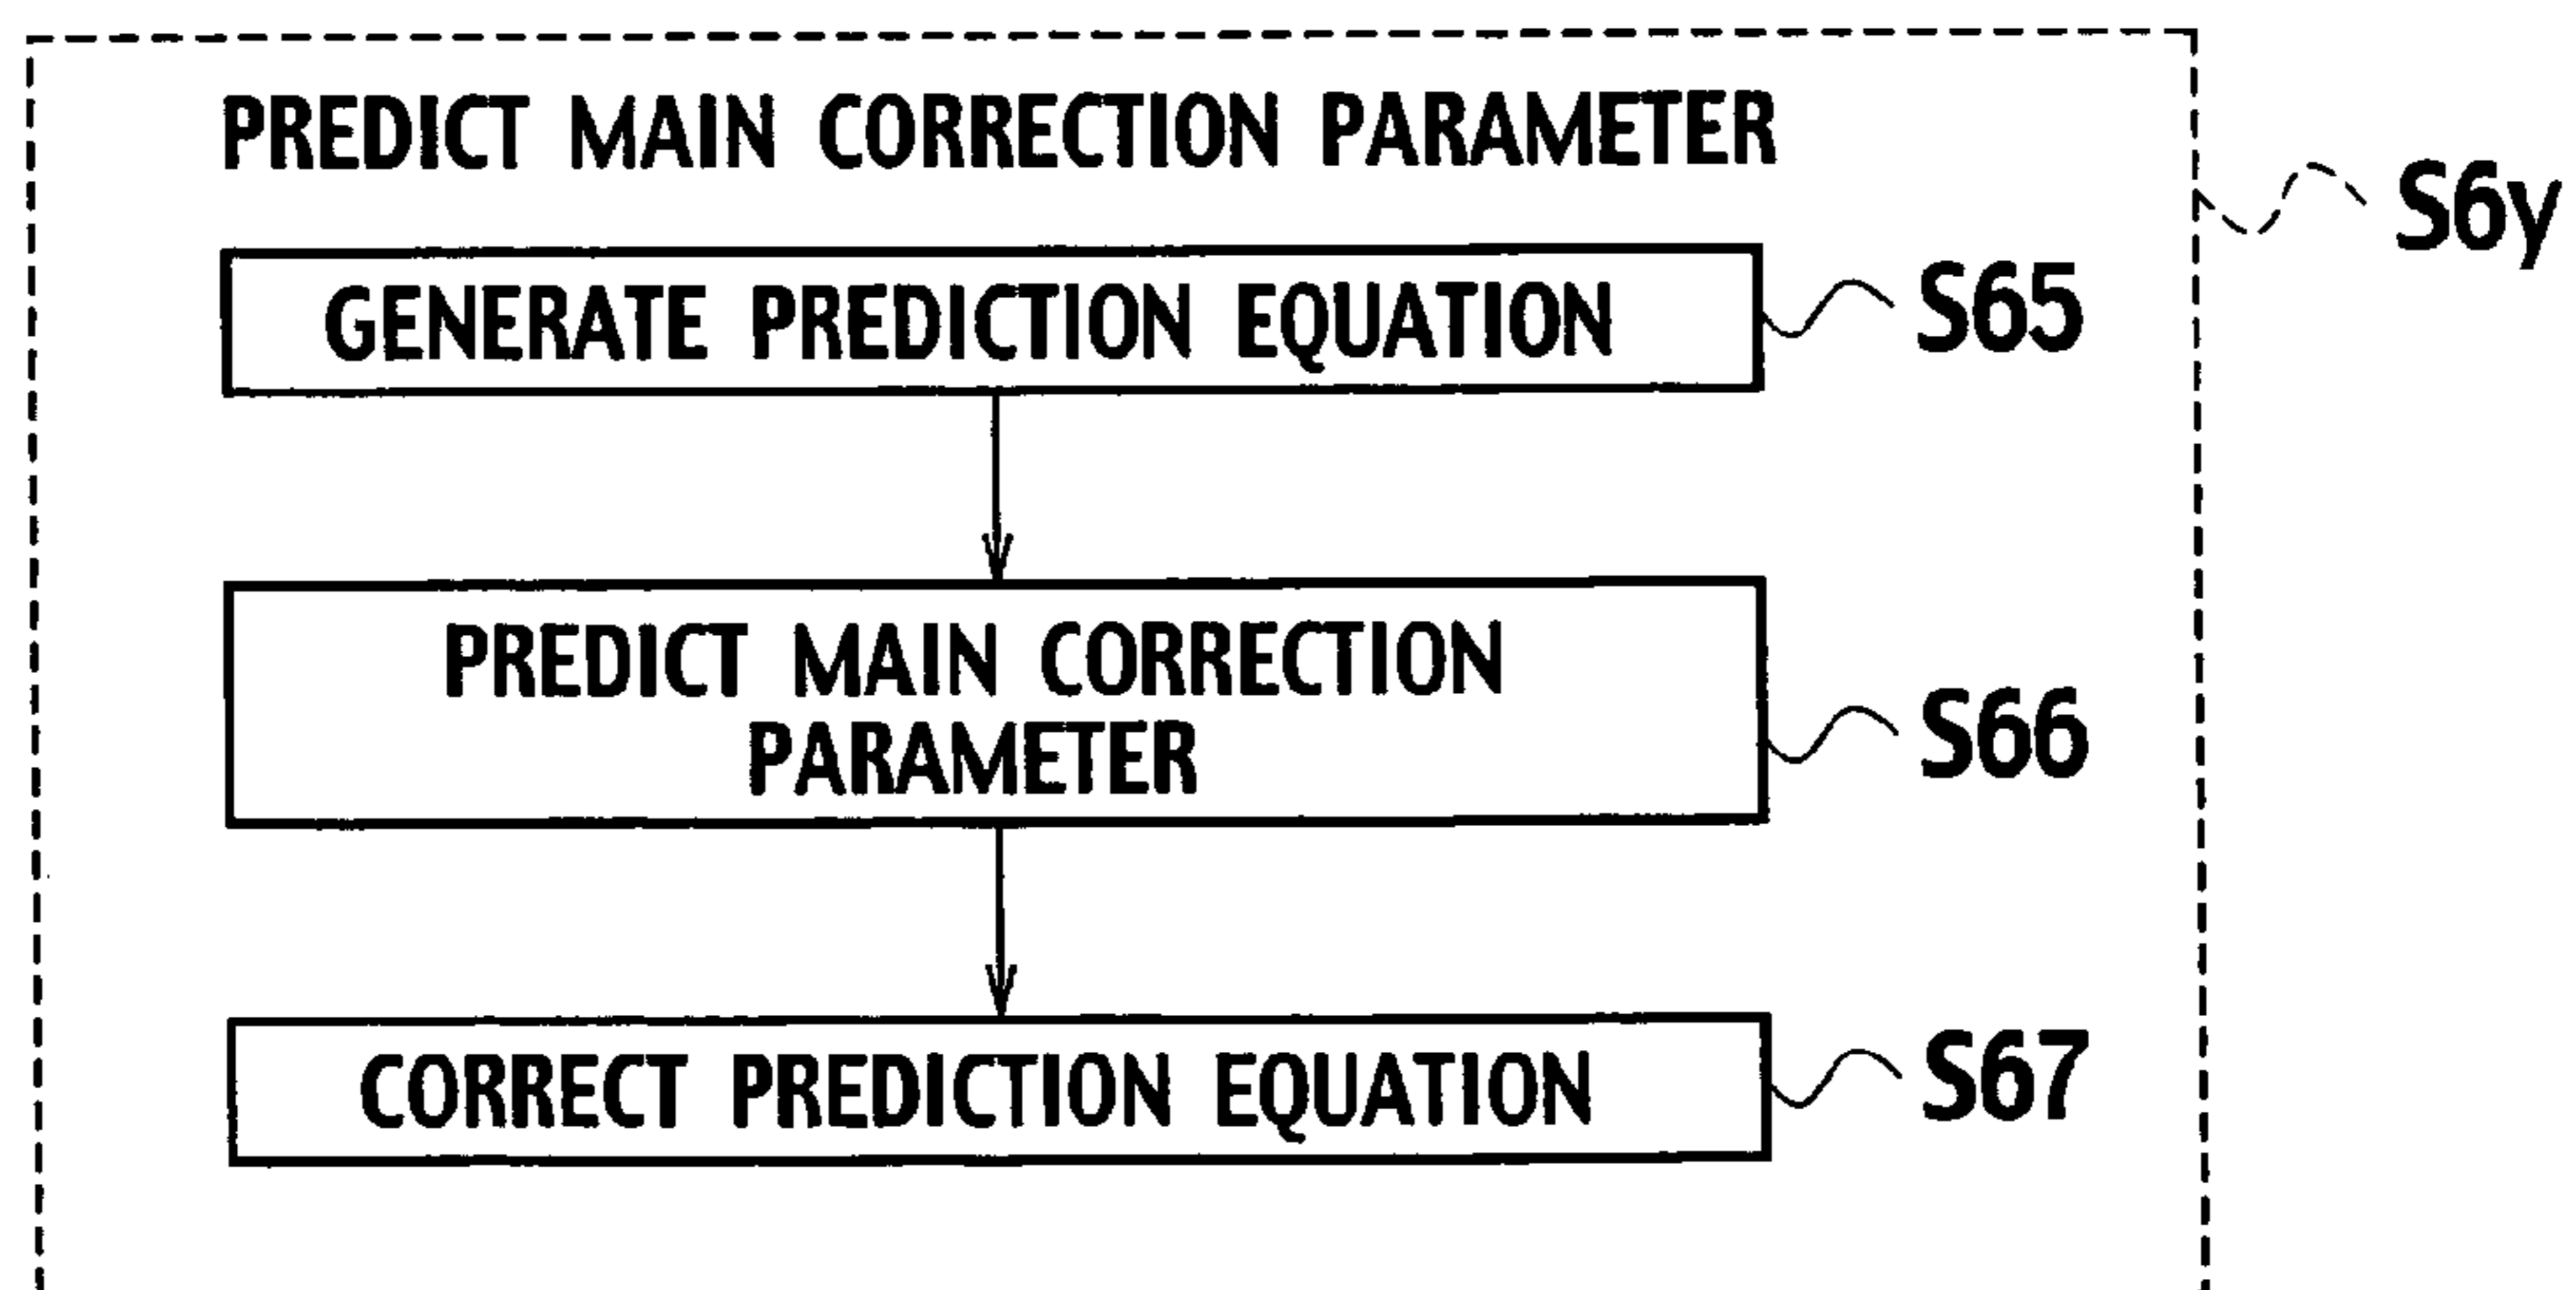 PREDICT MAIN CORRECTION PARAMETER
S6y
GENERATE PREDICTION EQUATION
S65
PREDICT MAIN CORRECTION
PARAMETER
S66
CORRECT PREDICTION EQUATION
S67